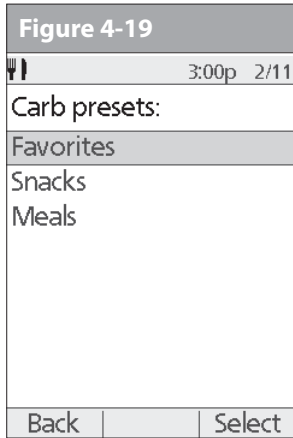 Figure 4-19
3:00p 2/11
Carb presets:
Favorites
Snacks
Meals
Back Select